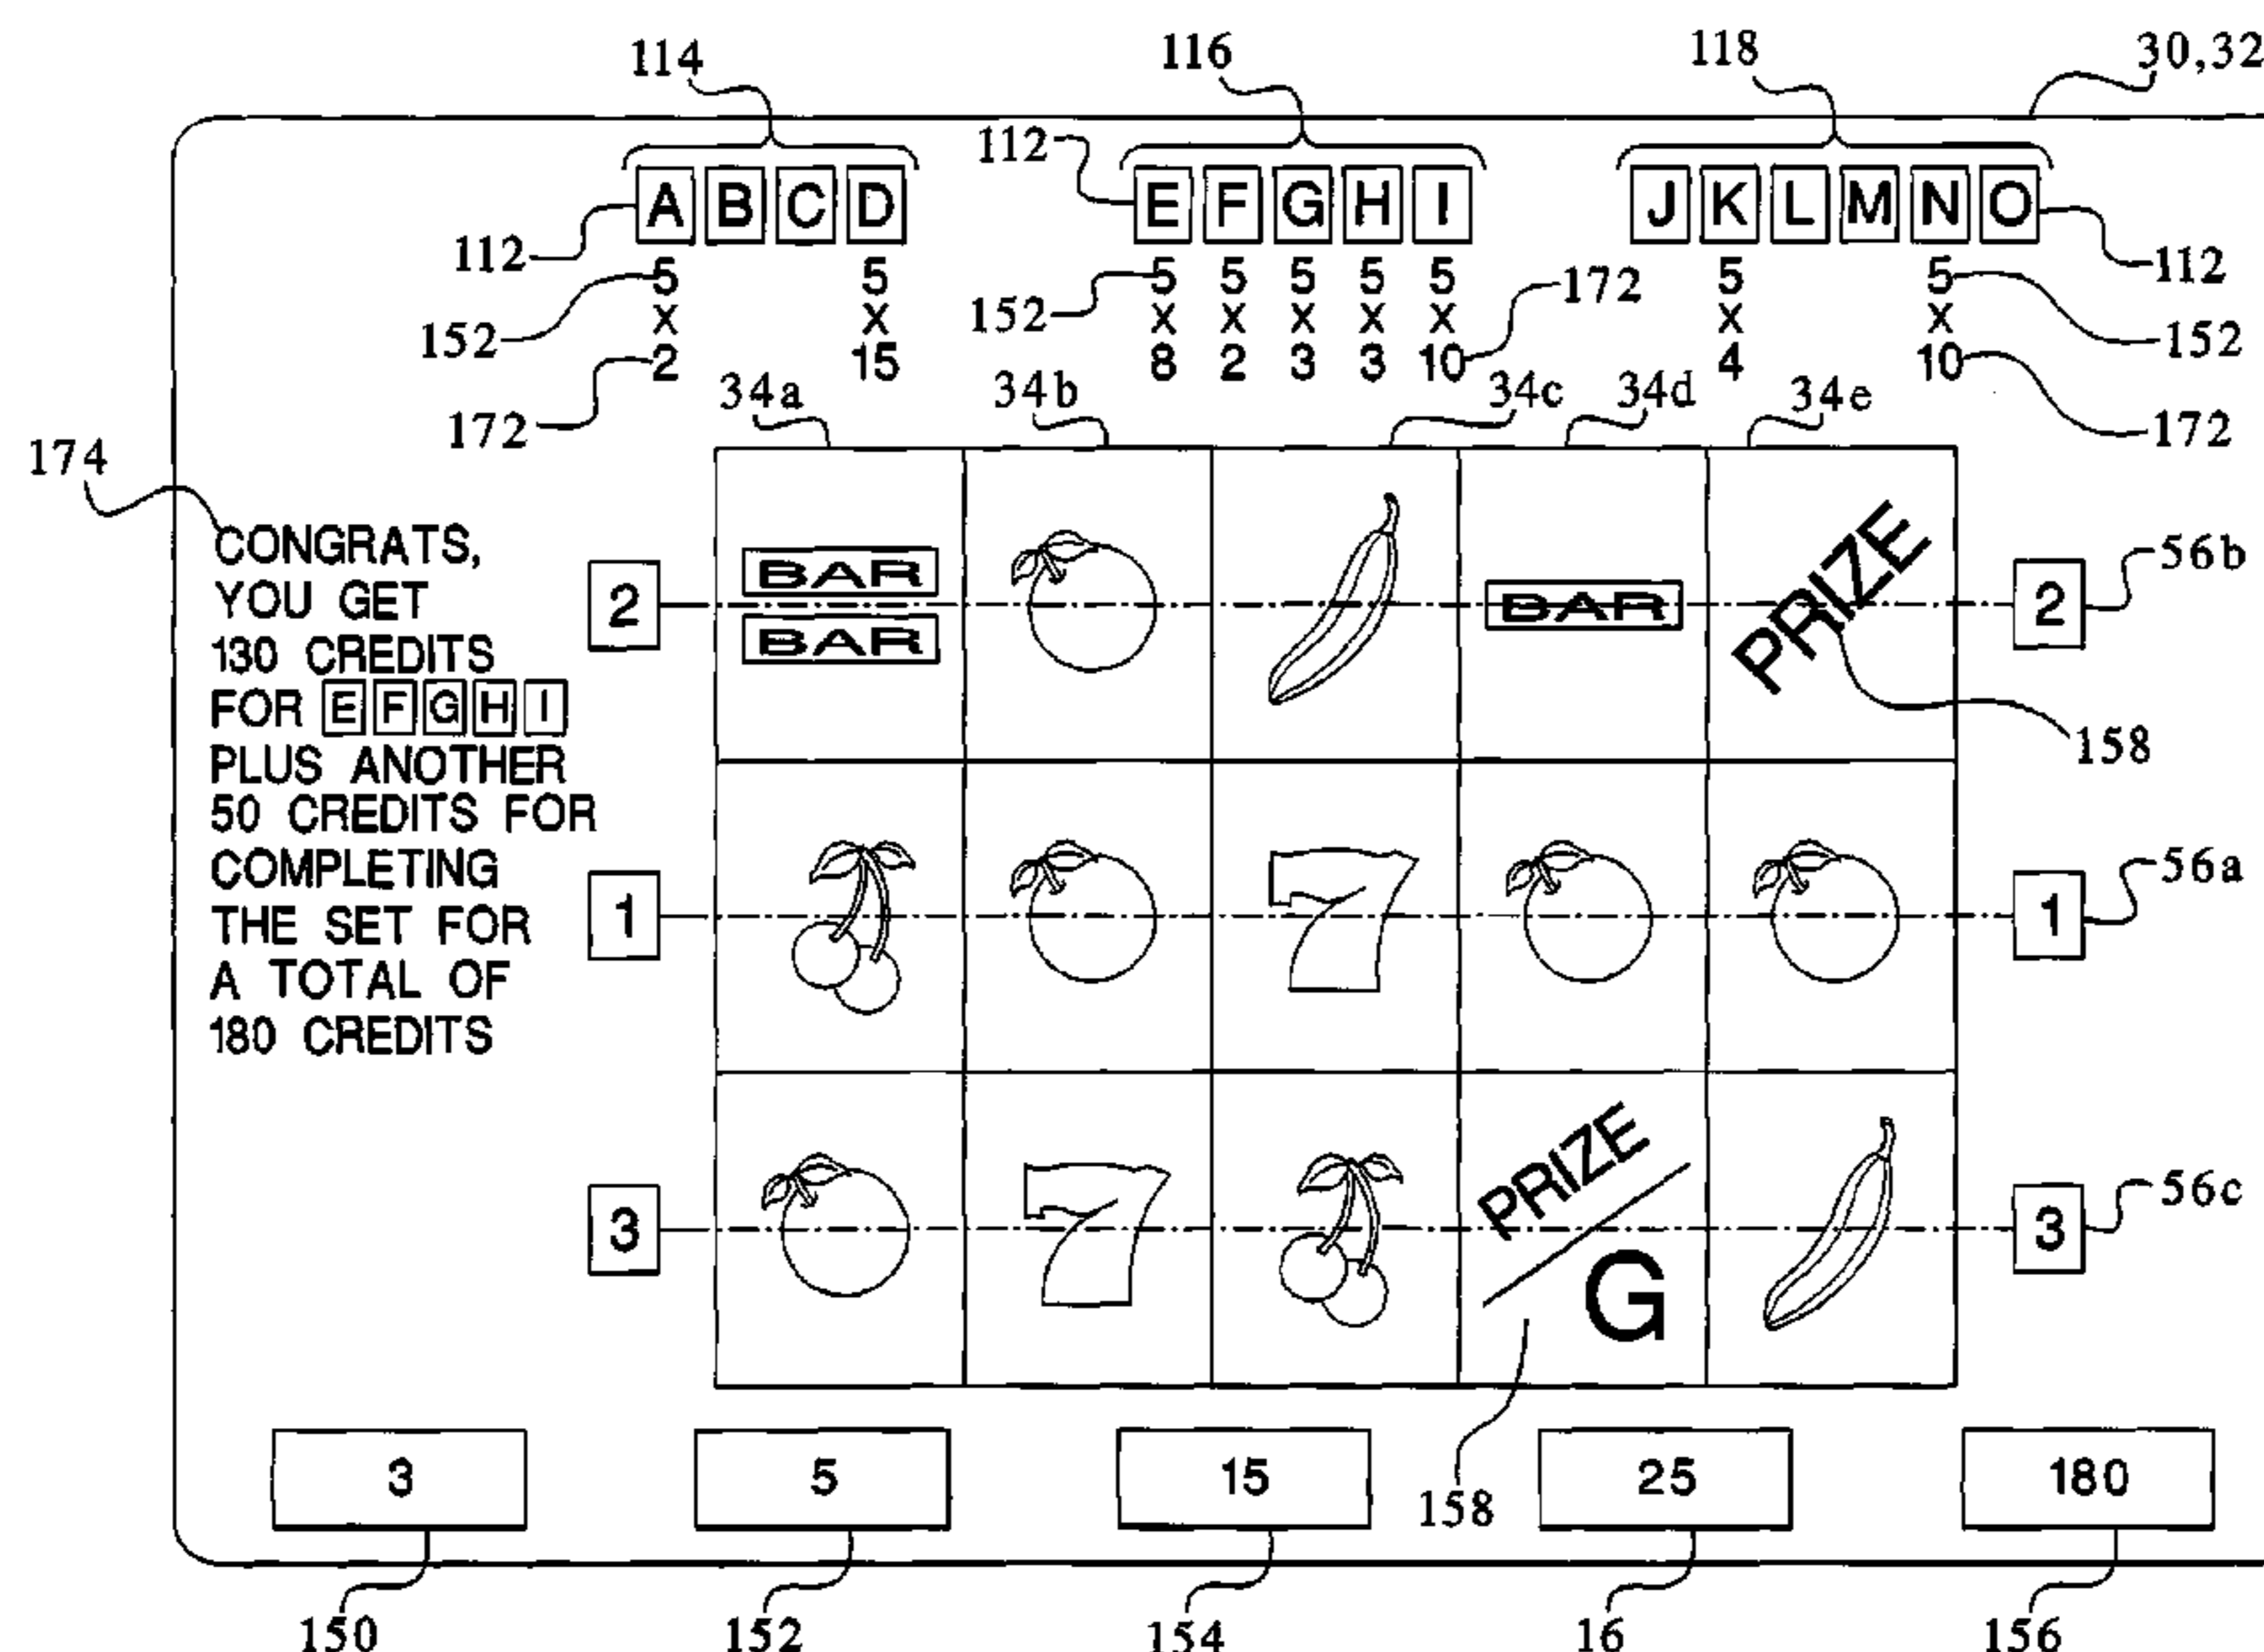 114 116 118 30,32
112
A B C D E F G H I J K L M N O
112 112
5 5 5 5 5 5 5 5 5
152 152 172 152
x x x x x x x x x
2 15 8 2 3 3 10 4 10
172 172
34a 34b 34c 34d 34e
174
CONGRATS,
YOU GET
130 CREDITS
FOR E F G H I
PLUS ANOTHER
50 CREDITS FOR
COMPLETING
THE SET FOR
A TOTAL OF
180 CREDITS
2 BAR BAR BAR PRIZE 2 56b
158
1 7 1 56a
3 7 PRIZE G 3 56c
158
3 5 15 25 180
150 152 154 16 156